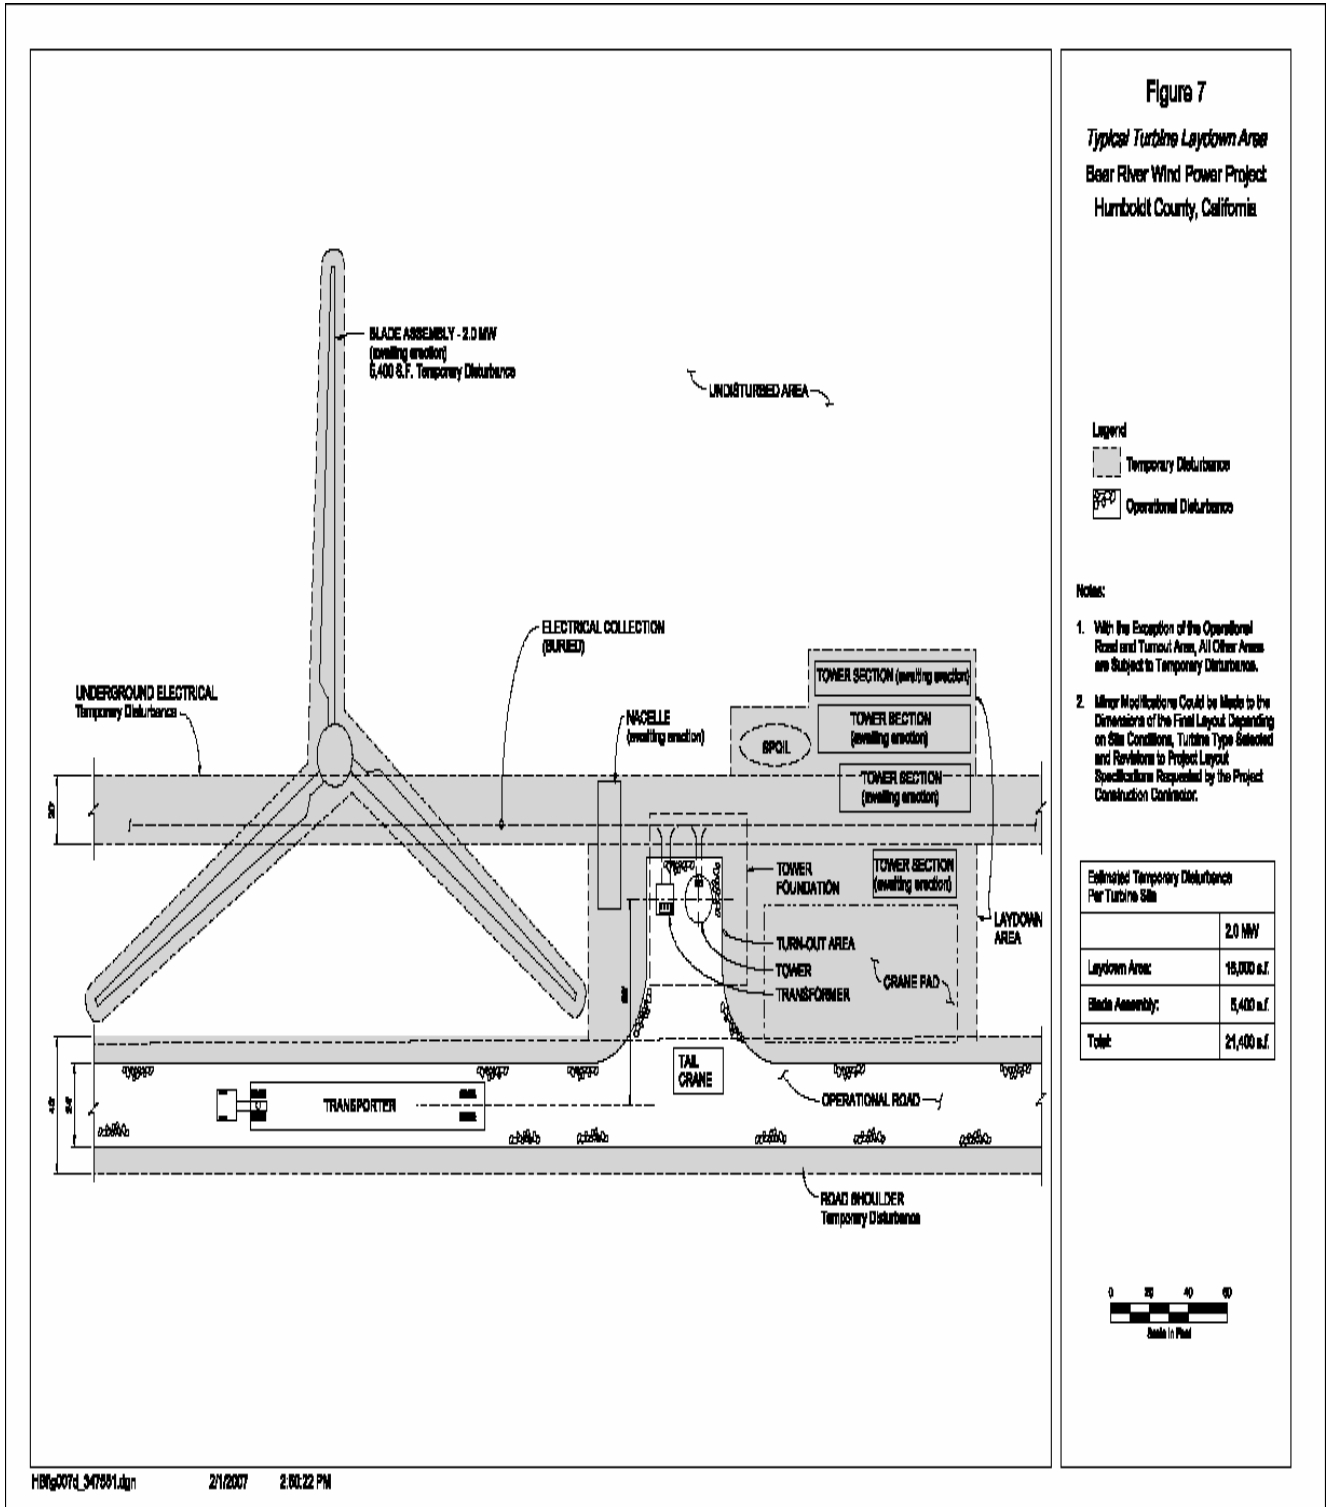 Figure 7
Typical Turbine Laydown Area
Bear River Wind Power Project
Humboldt County, California
BLADE ASSEMBLY - 2.0 MW
(awaiting erection)
5,400 S.F. Temporary Disturbance
UNDISTURBED AREA
Legend
Temporary Disturbance
Operational Disturbance
Notes:
1. With the Exception of the Operational
Road and Turnout Area, All Other Areas
are Subject to Temporary Disturbance.
2. Minor Modifications Could be Made to the
Dimensions of the Final Layout Depending
on Site Conditions, Turbine Type Selected
and Revisions to Project Layout
Specifications Requested by the Project
Construction Contractor.
ELECTRICAL COLLECTION
(BURIED)
UNDERGROUND ELECTRICAL
Temporary Disturbance
NACELLE
(awaiting erection)
TOWER SECTION (awaiting erection)
TOWER SECTION
(awaiting erection)
SPOIL
TOWER SECTION
(awaiting erection)
TOWER SECTION
(awaiting erection)
TOWER
FOUNDATION
LAYDOWN
AREA
TURN-OUT AREA
TOWER
TRANSFORMER
CRANE PAD
TAIL
CRANE
TRANSPORTER
OPERATIONAL ROAD
ROAD SHOULDER
Temporary Disturbance
Estimated Temporary Disturbance
Per Turbine Site
2.0 MW
Laydown Area: 16,000 s.f.
Blade Assembly: 5,400 s.f.
Total: 21,400 s.f.
0 20 40 60
Scale in Feet
2/1/2007